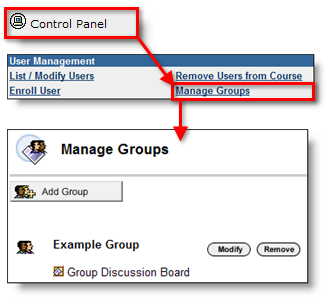 Control Panel
User Management
List / Modify Users Remove Users from Course
Enroll User Manage Groups
Manage Groups
Add Group
Example Group Modify Remove
Group Discussion Board